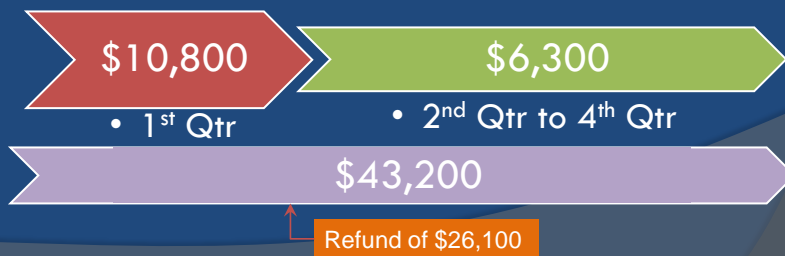 $10,800
$6,300
• 1st Qtr
• 2nd Qtr to 4th Qtr
$43,200
Refund of $26,100